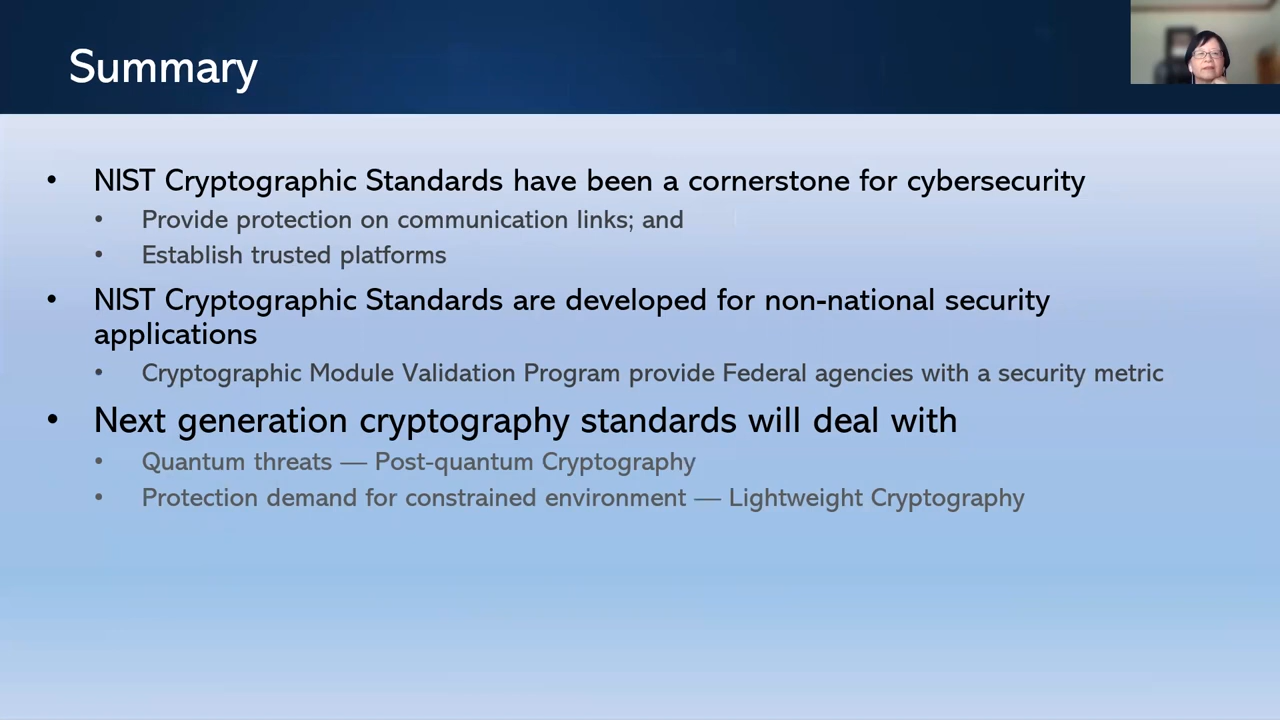 Summary
• NIST Cryptographic Standards have been a cornerstone for cybersecurity
• Provide protection on communication links; and
• Establish trusted platforms
• NIST Cryptographic Standards are developed for non-national security
applications
• Cryptographic Module Validation Program provide Federal agencies with a security metric
• Next generation cryptography standards will deal with
• Quantum threats — Post-quantum Cryptography
• Protection demand for constrained environment — Lightweight Cryptography